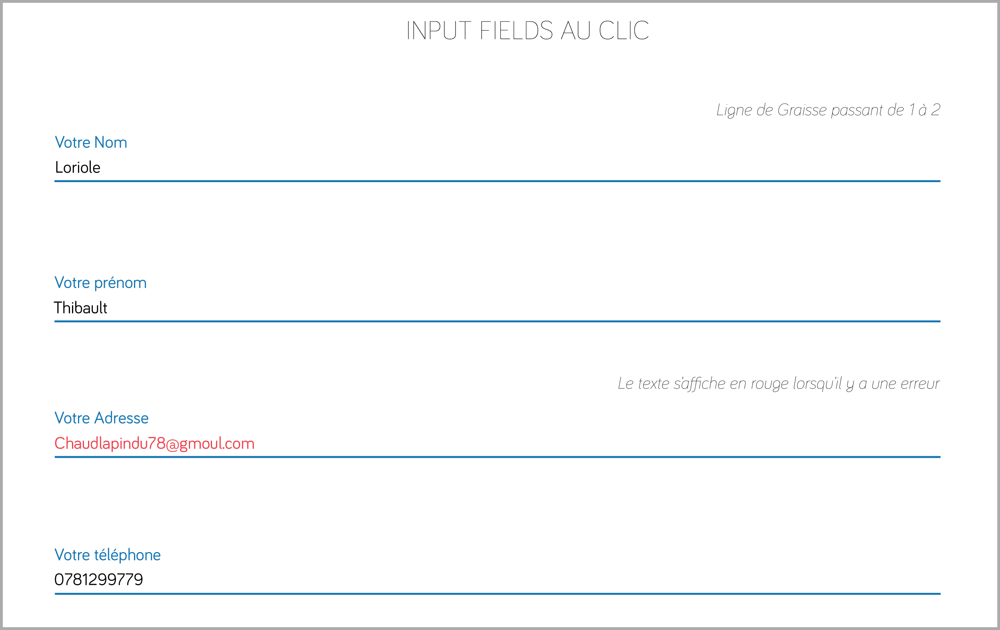 INPUT FIELDS AU CLIC
Ligne de Graisse passant de 1 à 2
Votre Nom
Loriole
Votre prénom
Thibault
Le texte s'affiche en rouge lorsqu'il y a une erreur
Votre Adresse
Chaudlapindu78@gmoul.com
Votre téléphone
0781299779